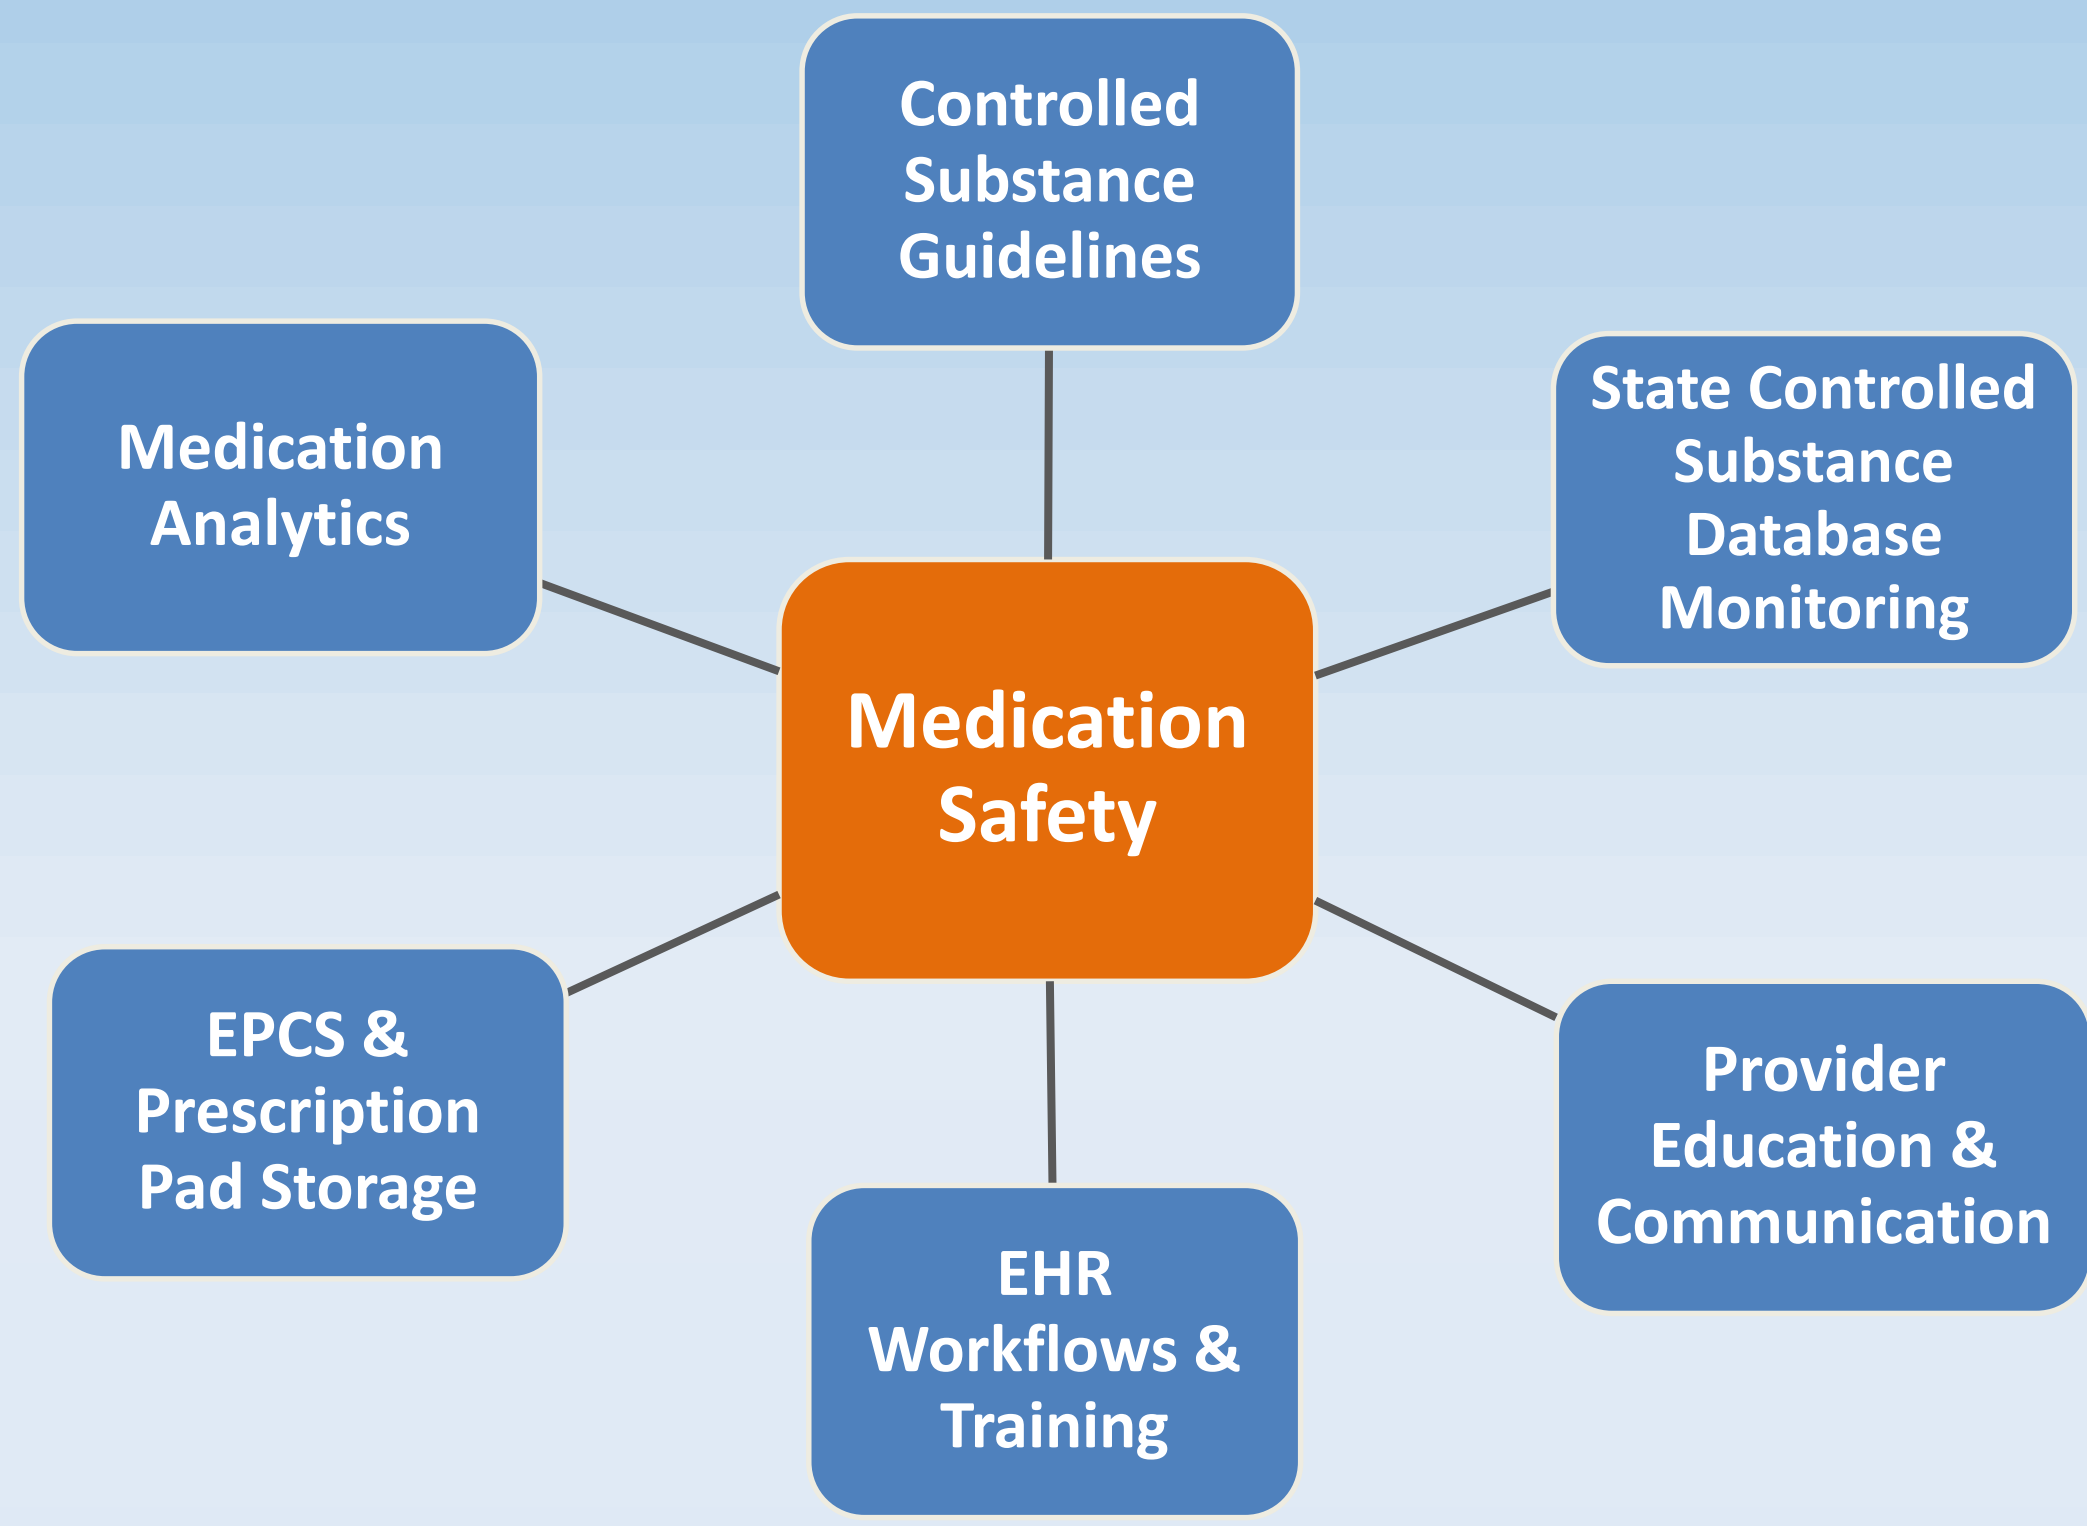 Controlled
Substance
Guidelines
Medication
Analytics
State Controlled
Substance
Database
Monitoring
Medication
Safety
EPCS &
Prescription
Pad Storage
Provider
Education &
Communication
EHR
Workflows &
Training